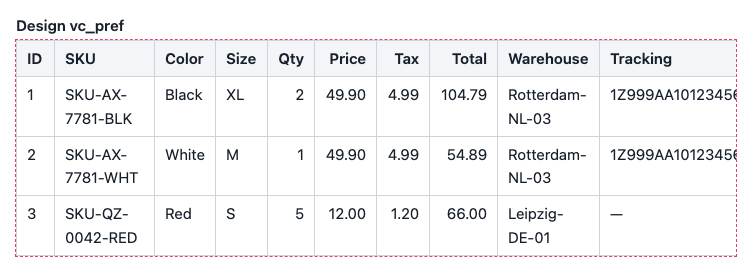 Design vc_pref
ID SKU Color Size Qty Price Tax Total Warehouse Tracking
1 SKU-AX- Black XL 2 49.90 4.99 104.79 Rotterdam- 1Z999AA10123456
7781-BLK NL-03
2 SKU-AX- White M 1 49.90 4.99 54.89 Rotterdam- 1Z999AA10123456
7781-WHT NL-03
3 SKU-QZ- Red S 5 12.00 1.20 66.00 Leipzig- —
0042-RED DE-01